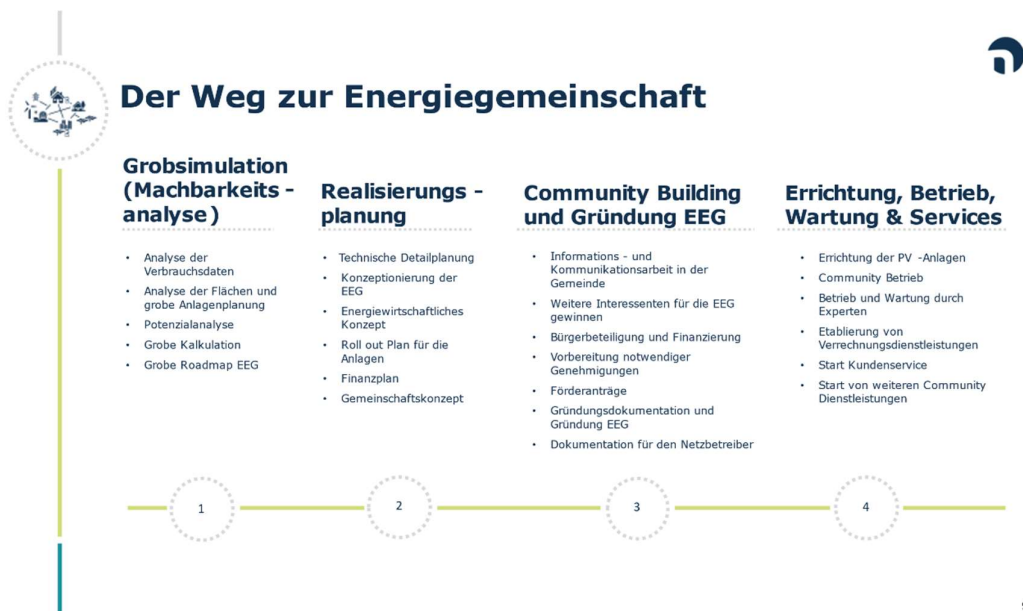 Der Weg zur Energiegemeinschaft
Grobsimulation
(Machbarkeits -
analyse)
• Analyse der
Verbrauchsdaten
• Analyse der Flächen und
grobe Anlagenplanung
• Potenzialanalyse
• Grobe Kalkulation
• Grobe Roadmap EEG
Realisierungs -
planung
• Technische Detailplanung
• Konzeptionierung der
EEG
• Energiewirtschaftliches
Konzept
• Roll out Plan für die
Anlagen
• Finanzplan
• Gemeinschaftskonzept
Community Building
und Gründung EEG
• Informations - und
Kommunikationsarbeit in der
Gemeinde
• Weitere Interessenten für die EEG
gewinnen
• Bürgerbeteiligung und Finanzierung
• Vorbereitung notwendiger
Genehmigungen
• Förderanträge
• Gründungsdokumentation und
Gründung EEG
• Dokumentation für den Netzbetreiber
Errichtung, Betrieb,
Wartung & Services
• Errichtung der PV -Anlagen
• Community Betrieb
• Betrieb und Wartung durch
Experten
• Etablierung von
Verrechnungsdienstleistungen
• Start Kundenservice
• Start von weiteren Community
Dienstleistungen
1
2
3
4